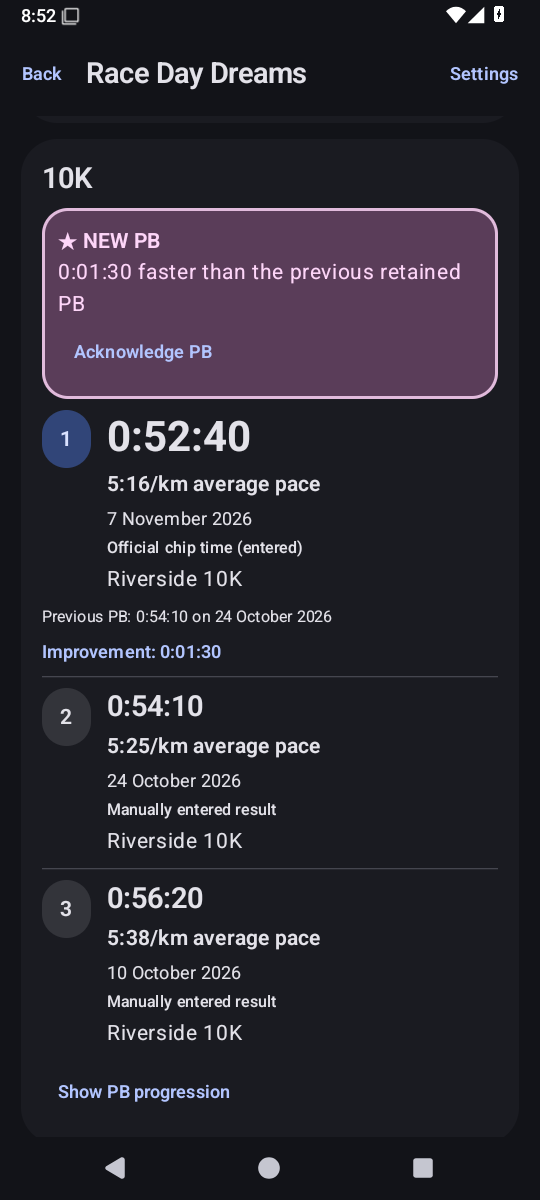 8:52
Back Race Day Dreams Settings
10K
★ NEW PB
0:01:30 faster than the previous retained
PB
Acknowledge PB
1
0:52:40
5:16/km average pace
7 November 2026
Official chip time (entered)
Riverside 10K
Previous PB: 0:54:10 on 24 October 2026
Improvement: 0:01:30
2
0:54:10
5:25/km average pace
24 October 2026
Manually entered result
Riverside 10K
3
0:56:20
5:38/km average pace
10 October 2026
Manually entered result
Riverside 10K
Show PB progression